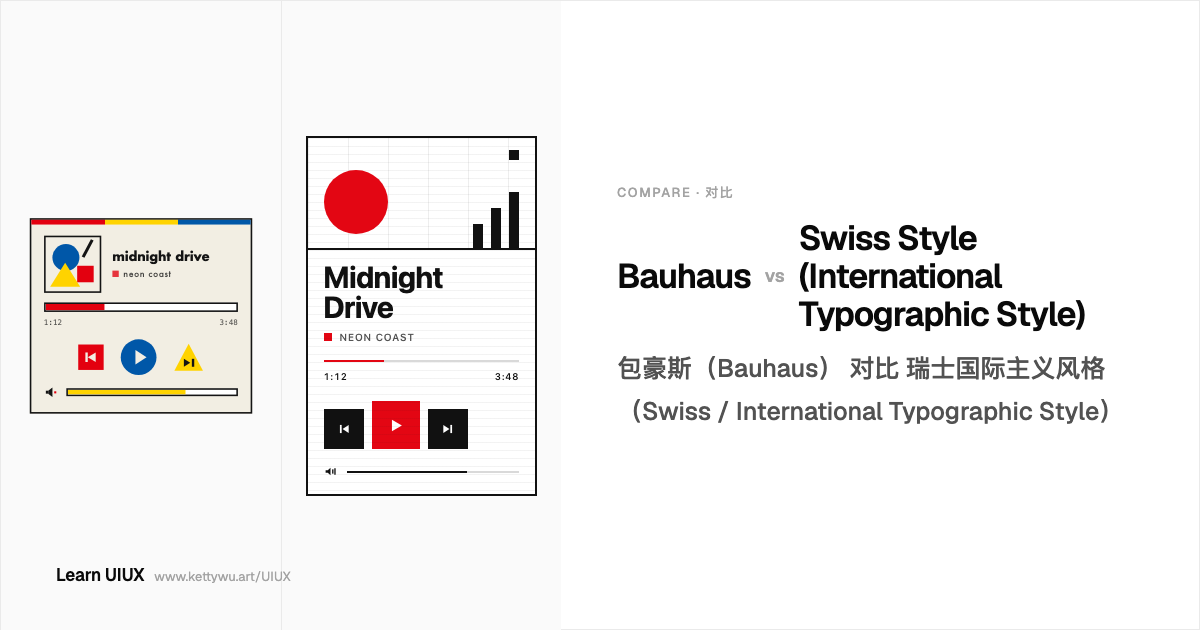 midnight drive
neon coast
1:12 3:48
Midnight
Drive
NEON COAST
1:12 3:48
COMPARE · 对比
Bauhaus vs Swiss Style
(International
Typographic Style)
包豪斯（Bauhaus） 对比 瑞士国际主义风格
（Swiss / International Typographic Style）
Learn UIUX www.kettywu.art/UIUX